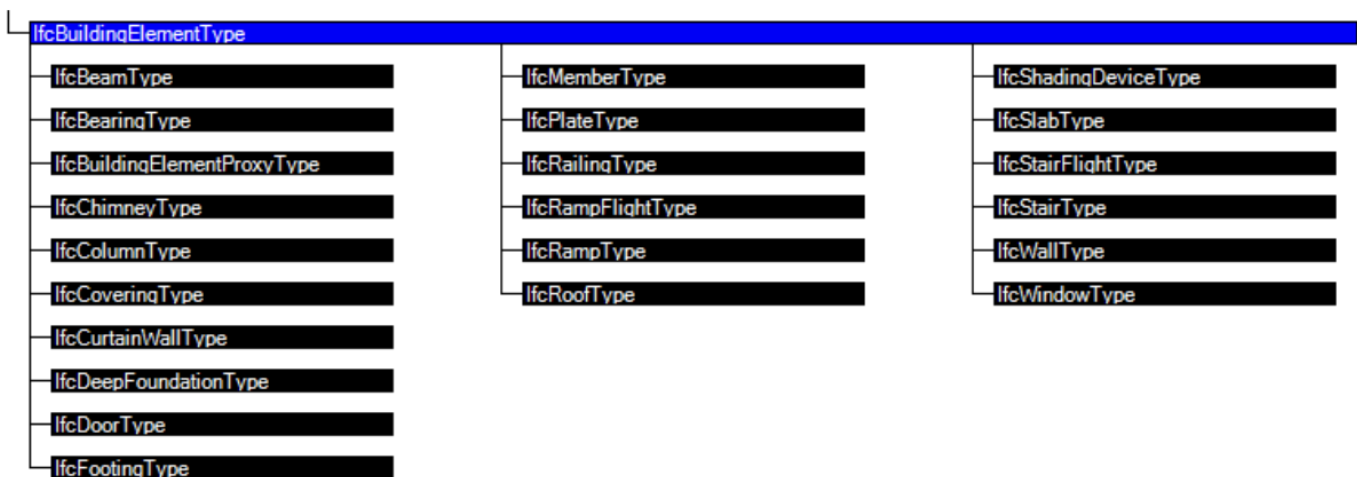 IfcBuildingElementType
IfcBeamType
IfcBearingType
IfcBuildingElementProxyType
IfcChimneyType
IfcColumnType
IfcCoveringType
IfcCurtainWallType
IfcDeepFoundationType
IfcDoorType
IfcFootingType
IfcMemberType
IfcPlateType
IfcRailingType
IfcRampFlightType
IfcRampType
IfcRoofType
IfcShadingDeviceType
IfcSlabType
IfcStairFlightType
IfcStairType
IfcWallType
IfcWindowType